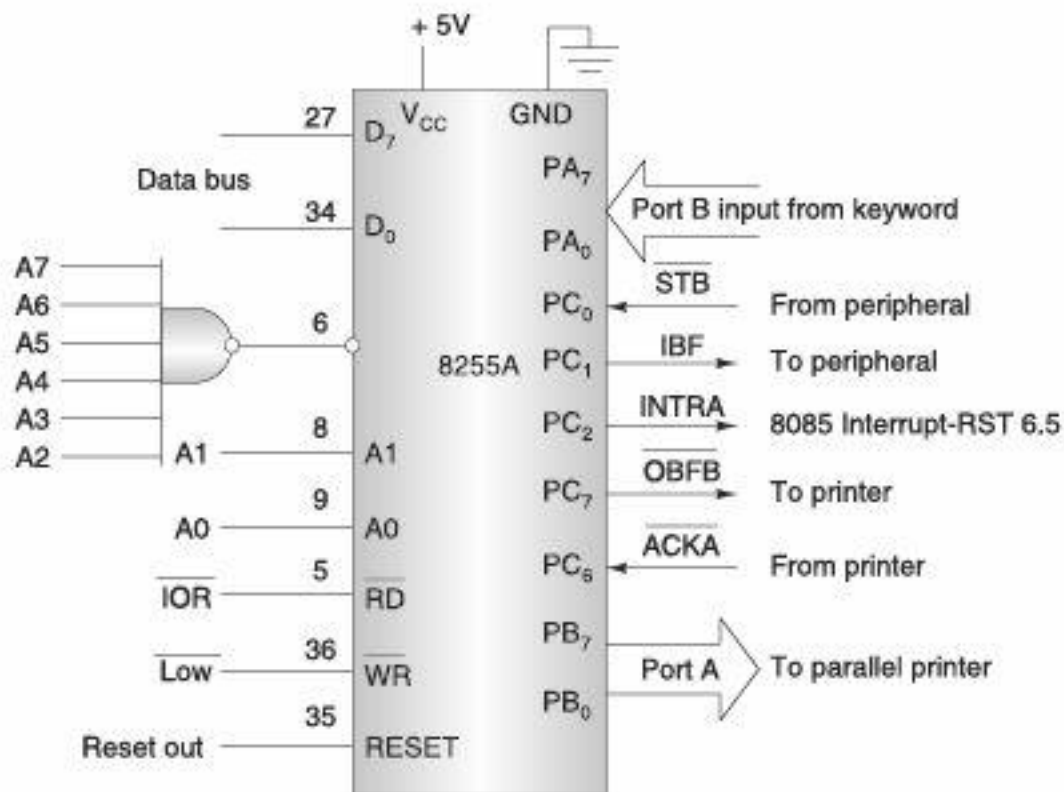 + 5V
27 D7 VCC GND
PA7
Data bus
Port B input from keyword
34 D0
PA0
A7
STB
A6
PC0 From peripheral
6
A5
IBF
8255A PC1 To peripheral
A4
INTRA
A3
8 PC2 8085 Interrupt-RST 6.5
A2 A1 A1
OBFB
9 PC7 To printer
A0 A0
ACKA
5 PC6 From printer
IOR RD
36 PB7
Low WR Port A To parallel printer
35 PB0
Reset out RESET